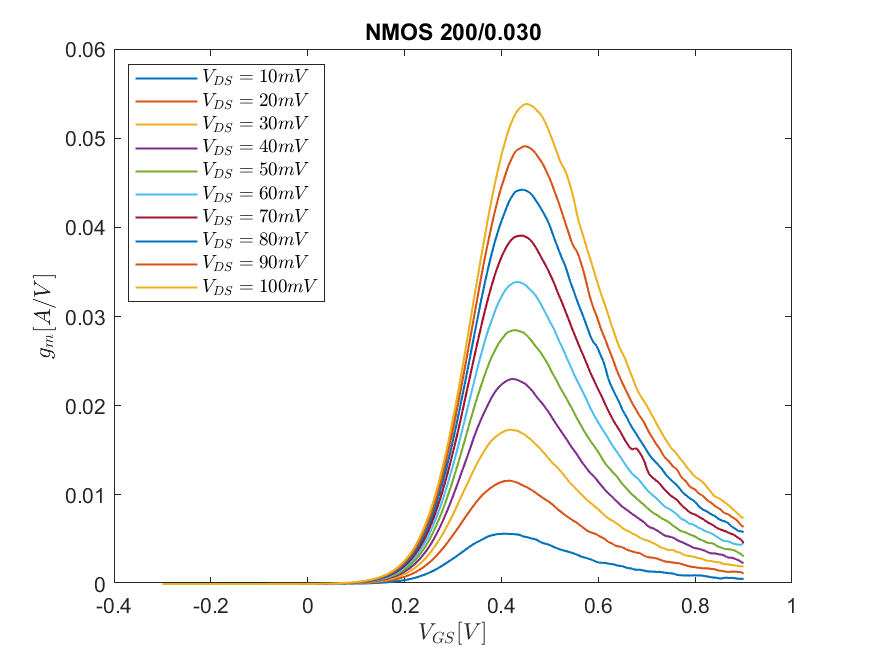 NMOS 200/0.030
0.06
0.05
0.04
0.03
0.02
0.01
0
g_m[A/V]
V_DS = 10mV
V_DS = 20mV
V_DS = 30mV
V_DS = 40mV
V_DS = 50mV
V_DS = 60mV
V_DS = 70mV
V_DS = 80mV
V_DS = 90mV
V_DS = 100mV
-0.4 -0.2 0 0.2 0.4 0.6 0.8 1
V_GS[V]